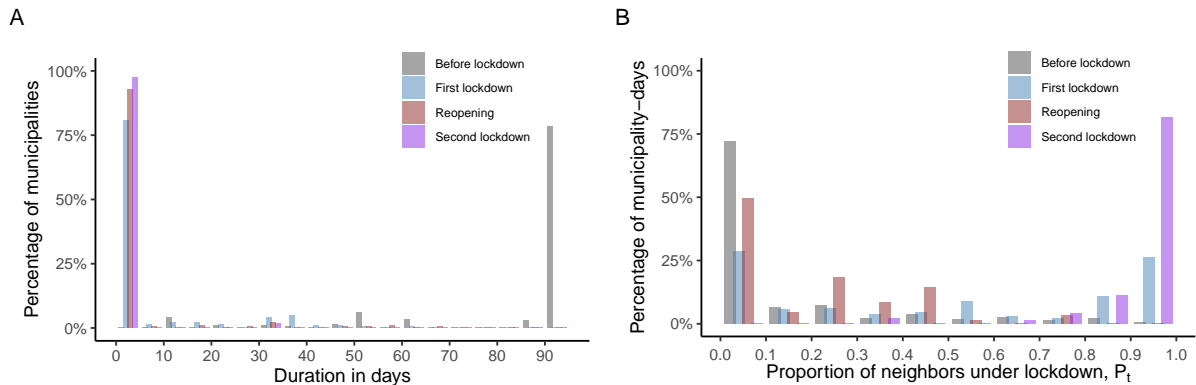 A
Percentage of municipalities
100%
75%
50%
25%
0%
Before lockdown
First lockdown
Reopening
Second lockdown
0 10 20 30 40 50 60 70 80 90
Duration in days
B
Percentage of municipality−days
100%
75%
50%
25%
0%
Before lockdown
First lockdown
Reopening
Second lockdown
0.0 0.1 0.2 0.3 0.4 0.5 0.6 0.7 0.8 0.9 1.0
Proportion of neighbors under lockdown, Pt